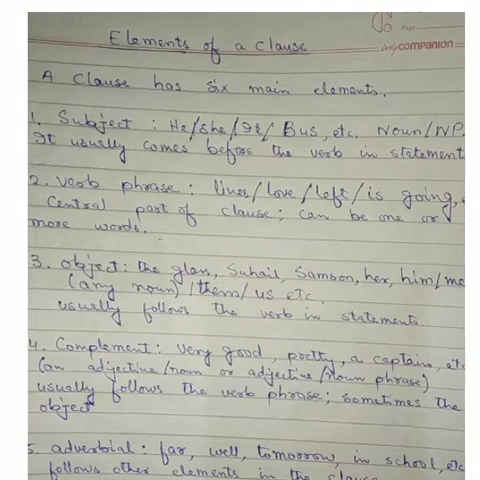 Page
my companion
Elements of a clause
A clause has six main elements.
1. Subject : He/she/It/ Bus, etc. Noun/NP.
It usually comes before the verb in statement
2. Verb phrase : lives/love/left/is going,
Central part of clause; can be one or
more words.
3. object: the glass, Suhail, Samson, her, him/me
(any noun) /them/us etc.
usually follows the verb in statements.
4. Complement : very good, pretty, a captain, etc
(an adjective/noun or adjective/Noun phrase)
usually follows the verb phrase; sometimes the
object
5. adverbial : far, well, tomorrow, in school, etc
follows other elements in the clause